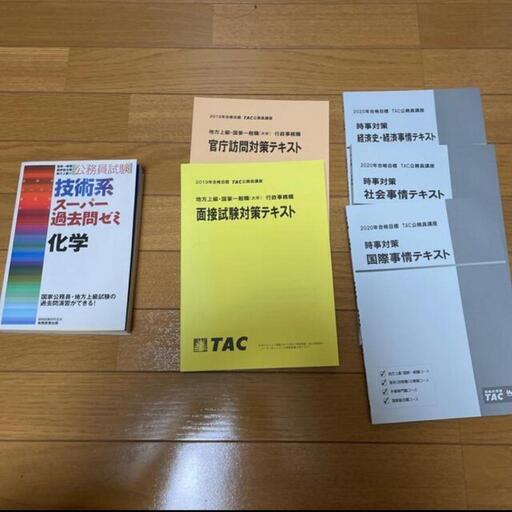 公務員試験
技術系
スーパー
過去問ゼミ
化学
国家公務員・地方上級試験の
過去問演習ができる!
2019年合格目標 TAC公務員講座
地方上級・国家一般職(大卒) 行政事務職
官庁訪問対策テキスト
2019年合格目標 TAC公務員講座
地方上級・国家一般職(大卒) 行政事務職
面接試験対策テキスト
TAC
2020年合格目標 TAC公務員講座
時事対策
経済史・経済事情テキスト
2020年合格目標 TAC公務員講座
時事対策
社会事情テキスト
2020年合格目標 TAC公務員講座
時事対策
国際事情テキスト
TAC